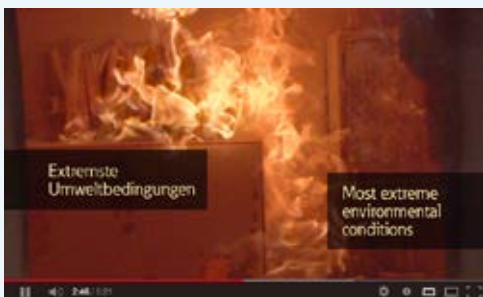 Extremste
Umweltbedingungen
Most extreme
environmental
conditions